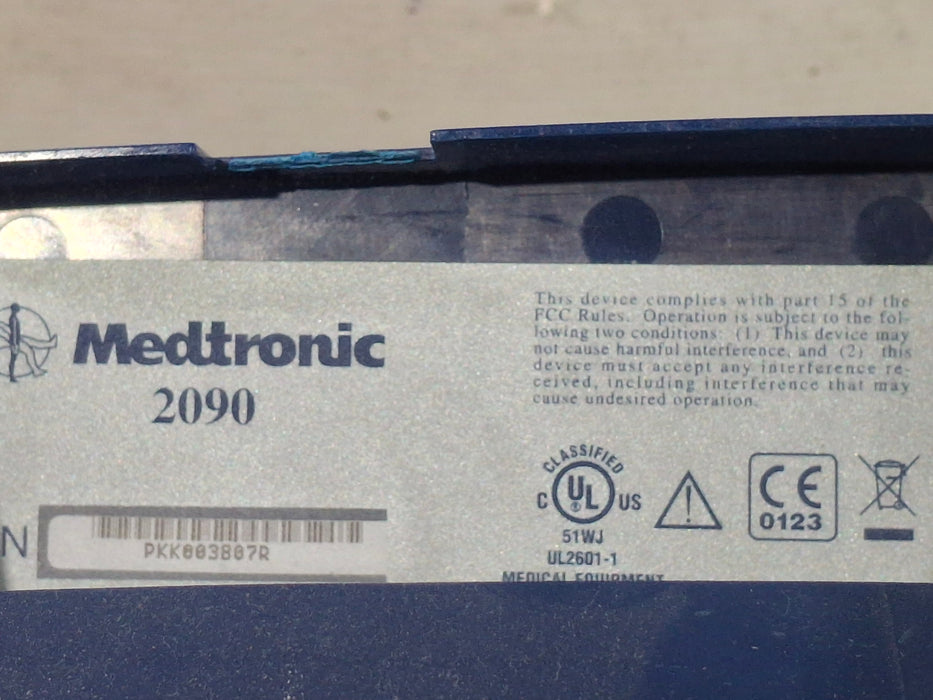 Medtronic
2090
This device complies with part 15 of the
FCC Rules. Operation is subject to the fol-
lowing two conditions: (1) This device may
not cause harmful interference, and (2) this
device must accept any interference re-
ceived, including interference that may
cause undesired operation.
CLASSIFIED
C UL US
®
51WJ
UL2601-1
MEDICAL EQUIPMENT
CE
0123
N
PKK003807R